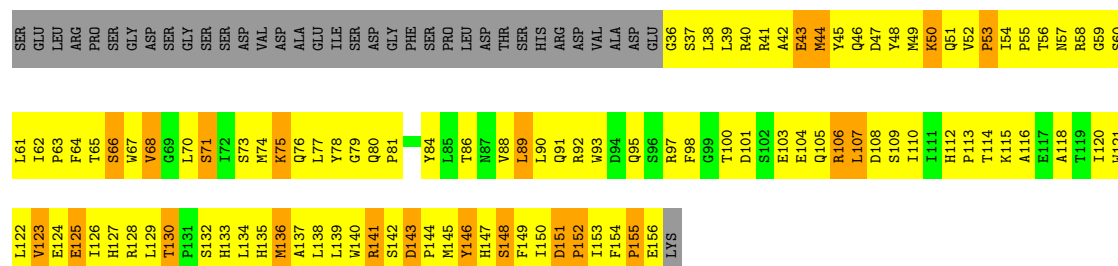 SER GLU LEU ARG PRO SER GLY ASP SER GLY SER SER ASP VAL ASP ALA GLU ILE SER ASP GLY PHE SER PRO LEU ASP THR SER HIS ARG ASP VAL ALA ASP GLU G36 S37 L38 L39 R40 R41 A42 E43 M44 Y45 Q46 D47 Y48 M49 K50 Q51 V52 P53 I54 P55 T56 N57 R58 G59 S60
L61 I62 P63 F64 T65 S66 W67 V68 G69 L70 S71 I72 S73 M74 K75 Q76 L77 Y78 G79 Q80 P81 Y84 L85 T86 N87 V88 L89 L90 Q91 R92 W93 D94 Q95 S96 R97 F98 G99 T100 D101 S102 E103 E104 Q105 R106 L107 D108 S109 I110 I111 H112 P113 T114 K115 A116 E117 A118 T119 I120 W121
L122 V123 E124 E125 I126 H127 R128 L129 T130 P131 S132 H133 L134 H135 M136 A137 L138 L139 W140 R141 S142 D143 P144 M145 Y146 H147 S148 F149 I150 D151 P152 I153 F154 P155 E156 LYS